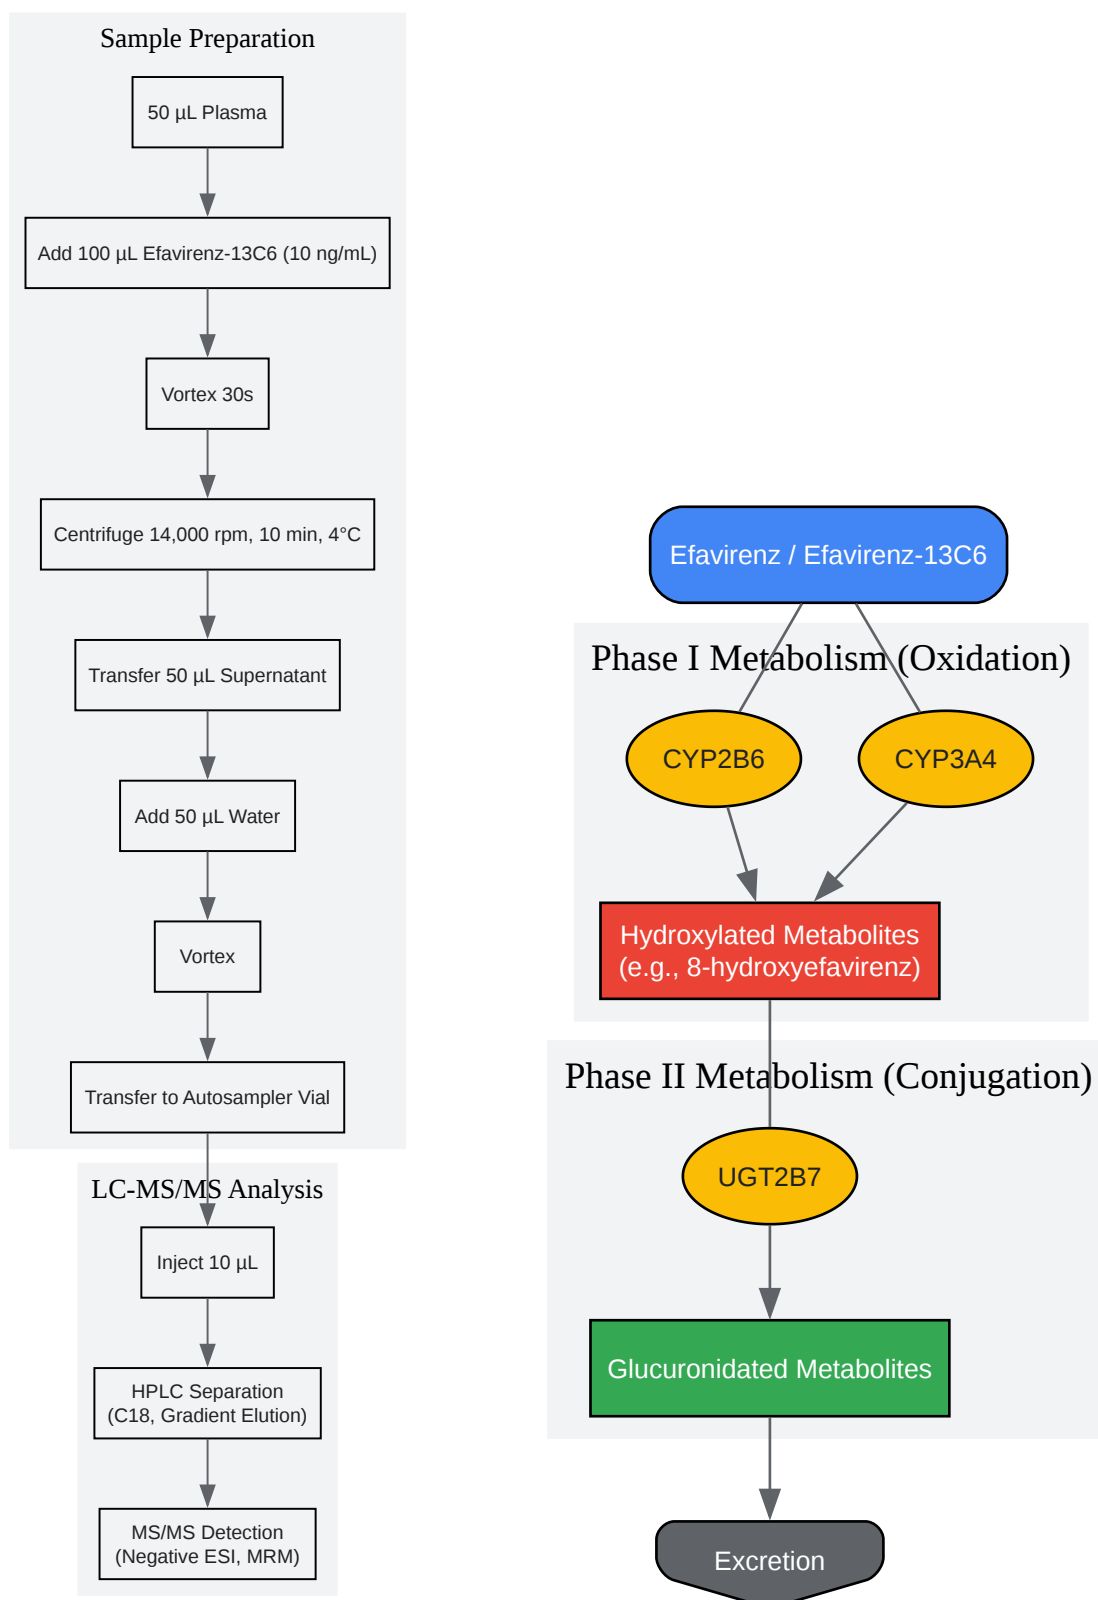 Sample Preparation
50 µL Plasma
Add 100 µL Efavirenz-13C6 (10 ng/mL)
Vortex 30s
Centrifuge 14,000 rpm, 10 min, 4°C
Transfer 50 µL Supernatant
Add 50 µL Water
Vortex
Transfer to Autosampler Vial
LC-MS/MS Analysis
Inject 10 µL
HPLC Separation
(C18, Gradient Elution)
MS/MS Detection
(Negative ESI, MRM)
Efavirenz / Efavirenz-13C6
Phase I Metabolism (Oxidation)
CYP2B6
CYP3A4
Hydroxylated Metabolites
(e.g., 8-hydroxyefavirenz)
Phase II Metabolism (Conjugation)
UGT2B7
Glucuronidated Metabolites
Excretion